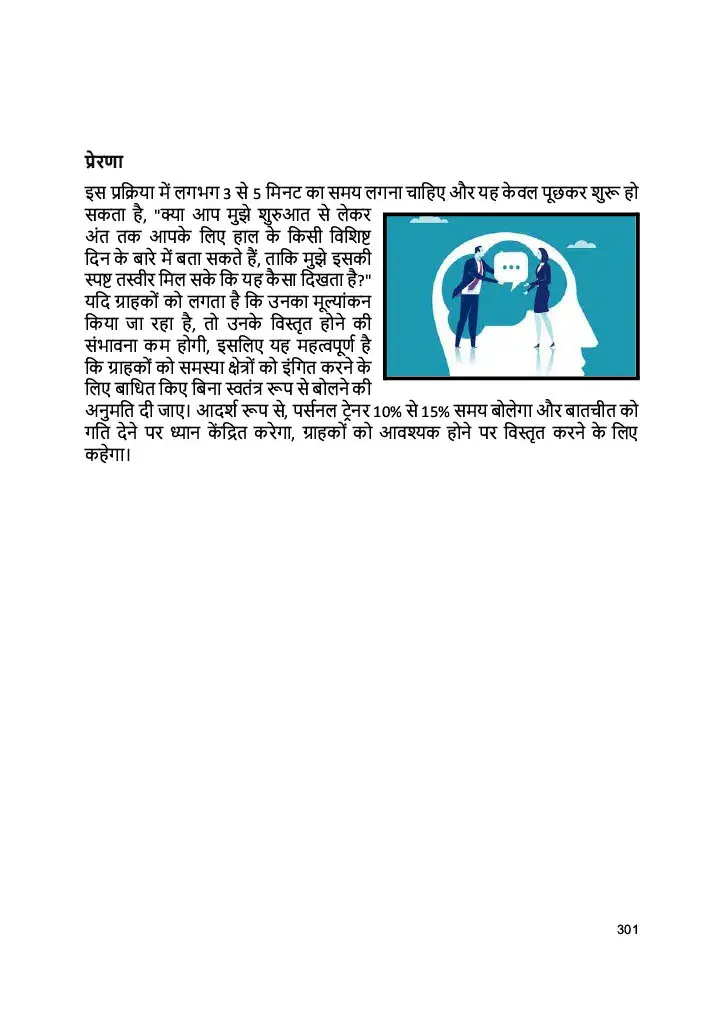 प्रेरणा
इस प्रक्रिया में लगभग 3 से 5 मिनट का समय लगना चाहिए और यह केवल पूछकर शुरू हो
सकता है, "क्या आप मुझे शुरुआत से लेकर
अंत तक आपके लिए हाल के किसी विशिष्ट
दिन के बारे में बता सकते हैं, ताकि मुझे इसकी
स्पष्ट तस्वीर मिल सके कि यह कैसा दिखता है?"
यदि ग्राहकों को लगता है कि उनका मूल्यांकन
किया जा रहा है, तो उनके विस्तृत होने की
संभावना कम होगी, इसलिए यह महत्वपूर्ण है
कि ग्राहकों को समस्या क्षेत्रों को इंगित करने के
लिए बाधित किए बिना स्वतंत्र रूप से बोलने की
अनुमति दी जाए। आदर्श रूप से, पर्सनल ट्रेनर 10% से 15% समय बोलेगा और बातचीत को
गति देने पर ध्यान केंद्रित करेगा, ग्राहकों को आवश्यक होने पर विस्तृत करने के लिए
कहेगा।
301